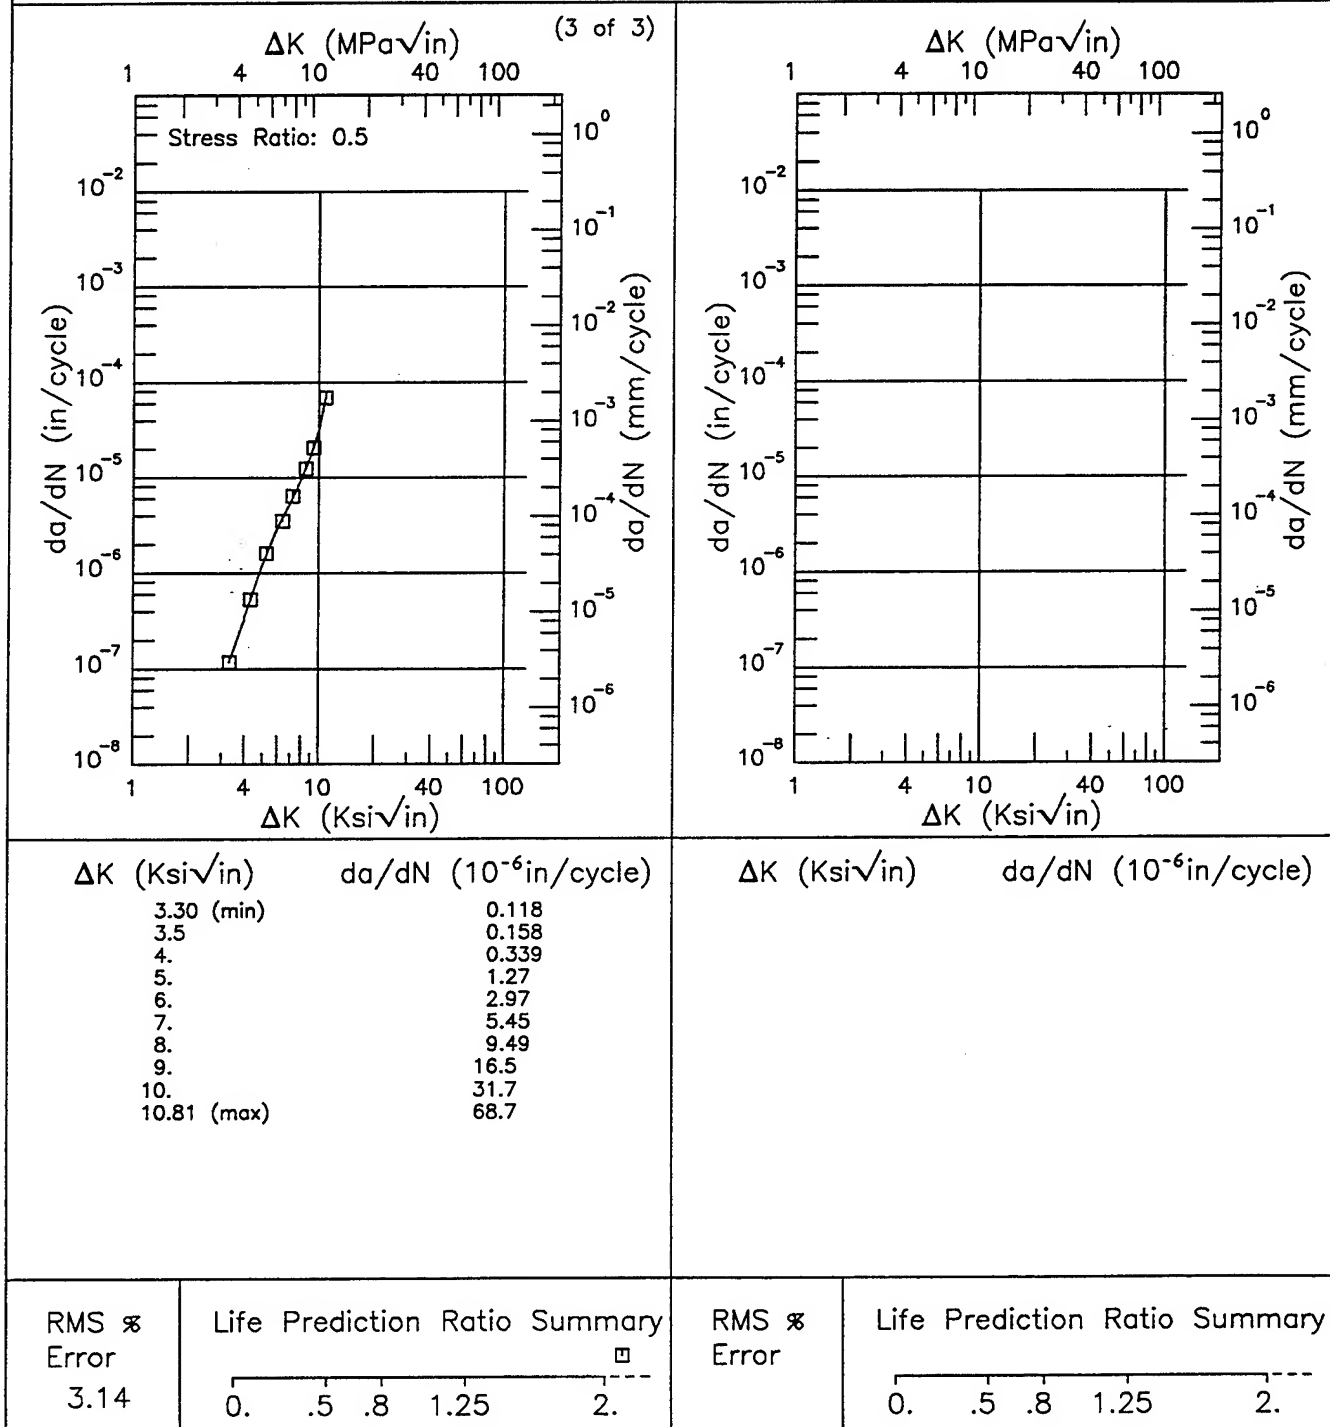 (3 of 3)
ΔK (MPa√in)
1 4 10 40 100
Stress Ratio: 0.5
da/dN (in/cycle)
10⁻²
10⁻³
10⁻⁴
10⁻⁵
10⁻⁶
10⁻⁷
10⁻⁸
10⁰
10⁻¹
10⁻²
10⁻³
10⁻⁴
10⁻⁵
10⁻⁶
da/dN (mm/cycle)
1 4 10 40 100
ΔK (Ksi√in)
ΔK (MPa√in)
1 4 10 40 100
da/dN (in/cycle)
10⁻²
10⁻³
10⁻⁴
10⁻⁵
10⁻⁶
10⁻⁷
10⁻⁸
10⁰
10⁻¹
10⁻²
10⁻³
10⁻⁴
10⁻⁵
10⁻⁶
da/dN (mm/cycle)
1 4 10 40 100
ΔK (Ksi√in)
ΔK (Ksi√in) da/dN (10⁻⁶in/cycle)
3.30 (min) 0.118
3.5 0.158
4. 0.339
5. 1.27
6. 2.97
7. 5.45
8. 9.49
9. 16.5
10. 31.7
10.81 (max) 68.7
ΔK (Ksi√in) da/dN (10⁻⁶in/cycle)
RMS %
Error
3.14
Life Prediction Ratio Summary
0. .5 .8 1.25 2.
RMS %
Error
Life Prediction Ratio Summary
0. .5 .8 1.25 2.